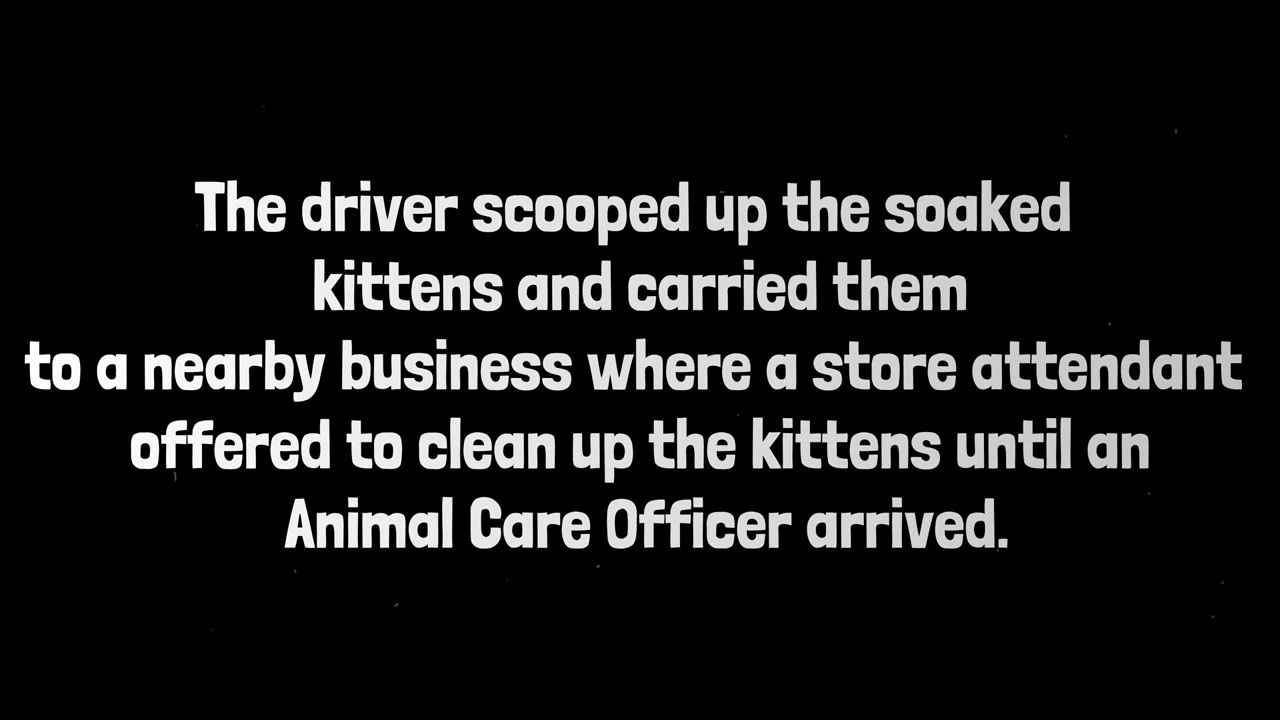 The driver scooped up the soaked
kittens and carried them
to a nearby business where a store attendant
offered to clean up the kittens until an
Animal Care Officer arrived.